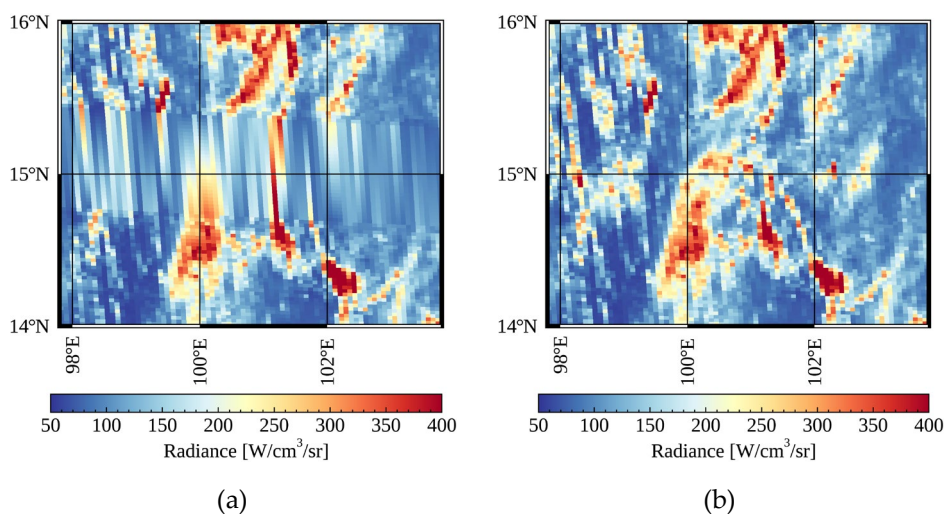 16°N 16°N
15°N 15°N
14°N 14°N
98°E 100°E 102°E 98°E 100°E 102°E
50 100 150 200 250 300 350 400 50 100 150 200 250 300 350 400
Radiance [W/cm³/sr] Radiance [W/cm³/sr]
(a) (b)